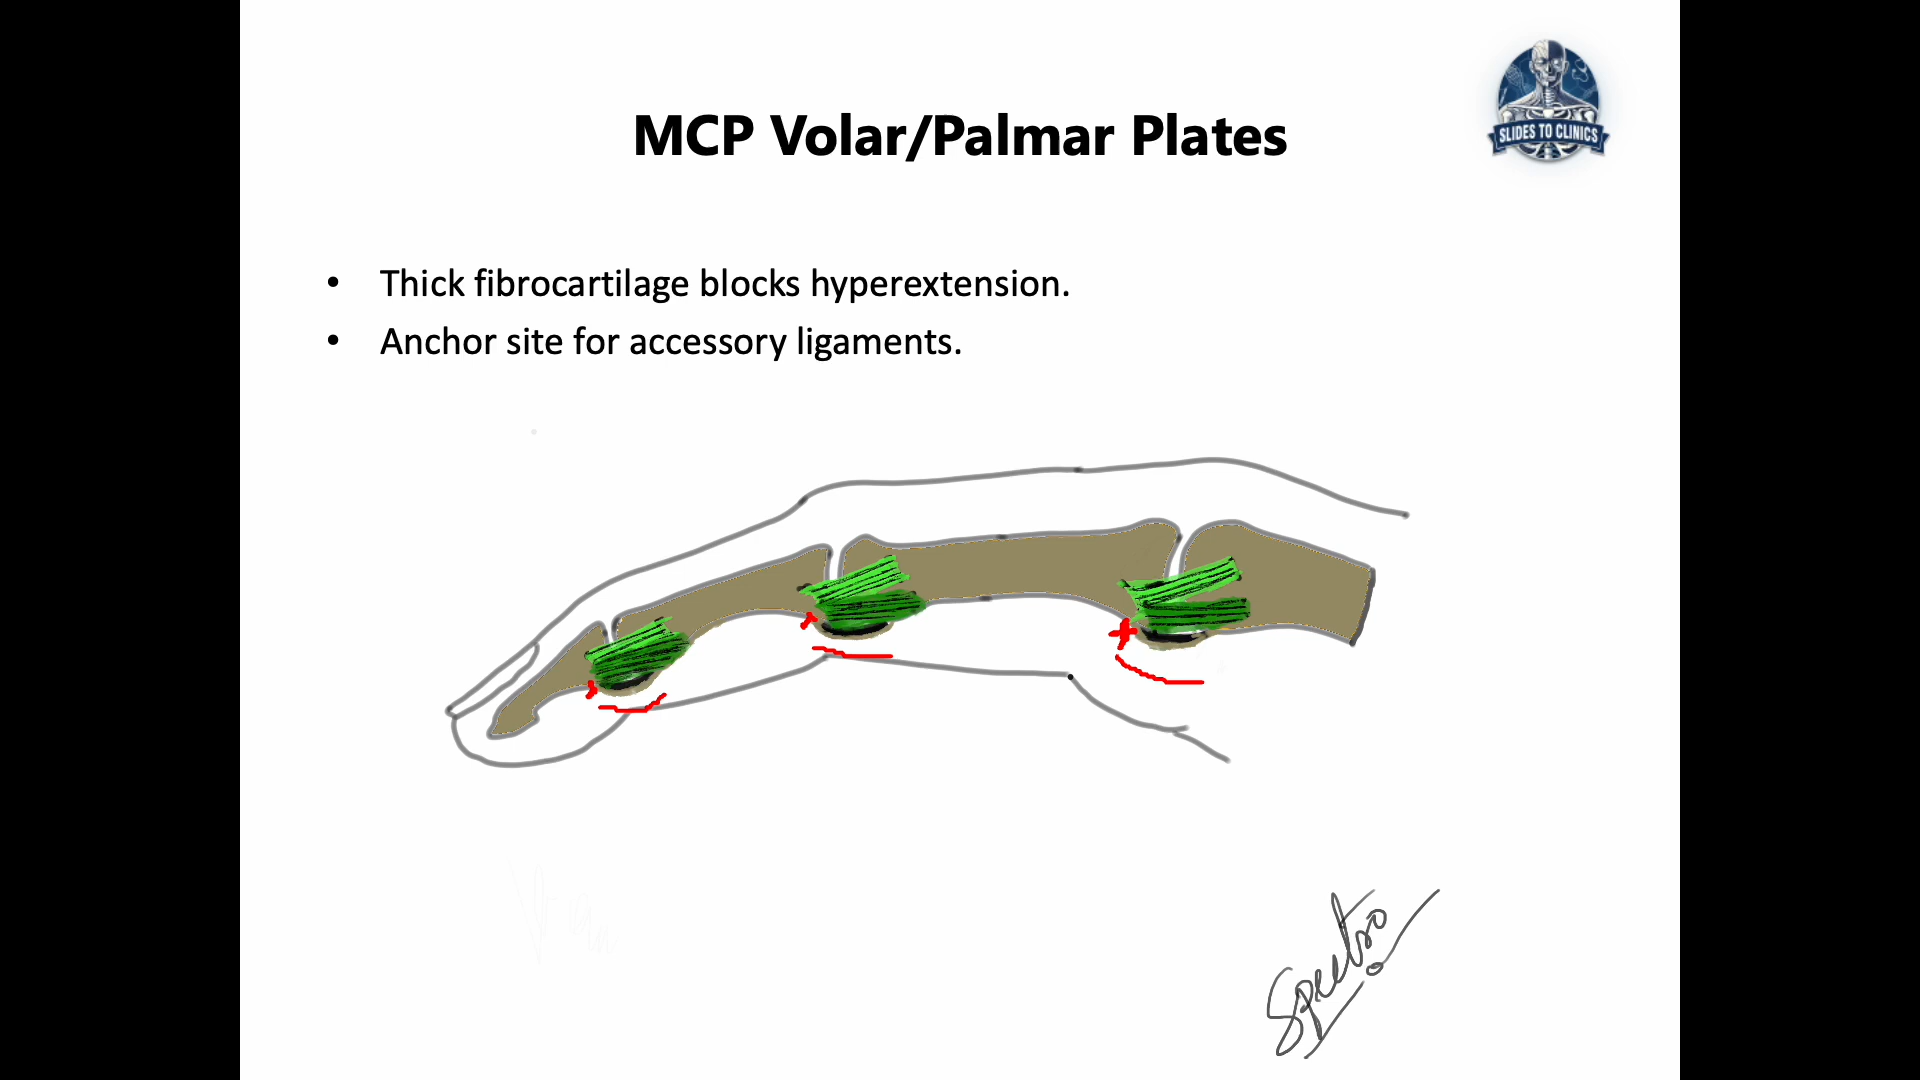 SLIDES TO CLINICS
MCP Volar/Palmar Plates
• Thick fibrocartilage blocks hyperextension.
• Anchor site for accessory ligaments.